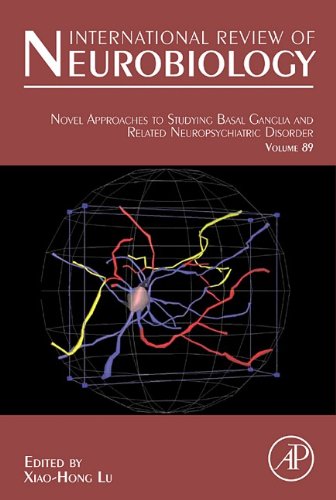 INTERNATIONAL REVIEW OF
NEUROBIOLOGY
NOVEL APPROACHES TO STUDYING BASAL GANGLIA AND
RELATED NEUROPSYCHIATRIC DISORDER
VOLUME 89
EDITED BY
XIAO-HONG LU
AP